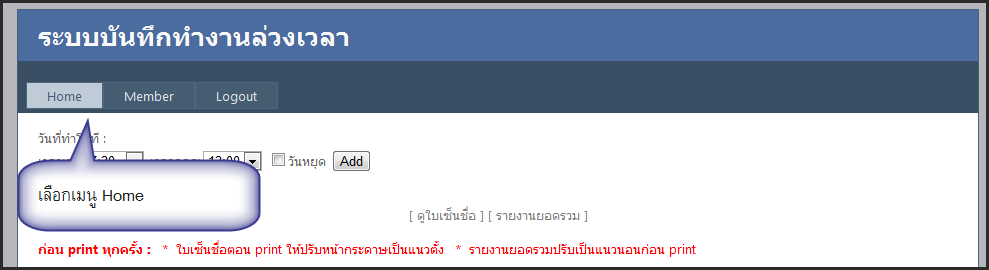 ระบบบันทึกทำงานล่วงเวลา
Home Member Logout
วันที่ทำ ที :
:30 12:00 วันหยุด Add
เลือกเมนู Home
[ ดูใบเซ็นชื่อ ] [ รายงานยอดรวม ]
ก่อน print ทุกครั้ง : * ใบเซ็นชื่อตอน print ให้ปรับหน้ากระดาษเป็นแนวตั้ง * รายงานยอดรวมปรับเป็นแนวนอนก่อน print